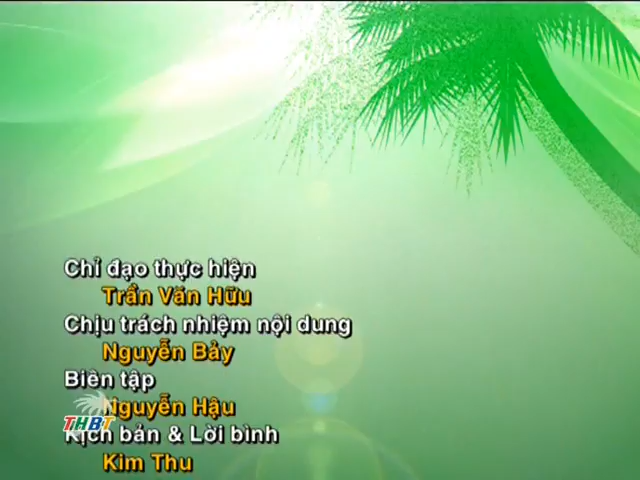 Chỉ đạo thực hiện
Trần Văn Hữu
Chịu trách nhiệm nội dung
Nguyễn Bảy
Biên tập
Nguyễn Hậu
THBT
Kịch bản & Lời bình
Kim Thu